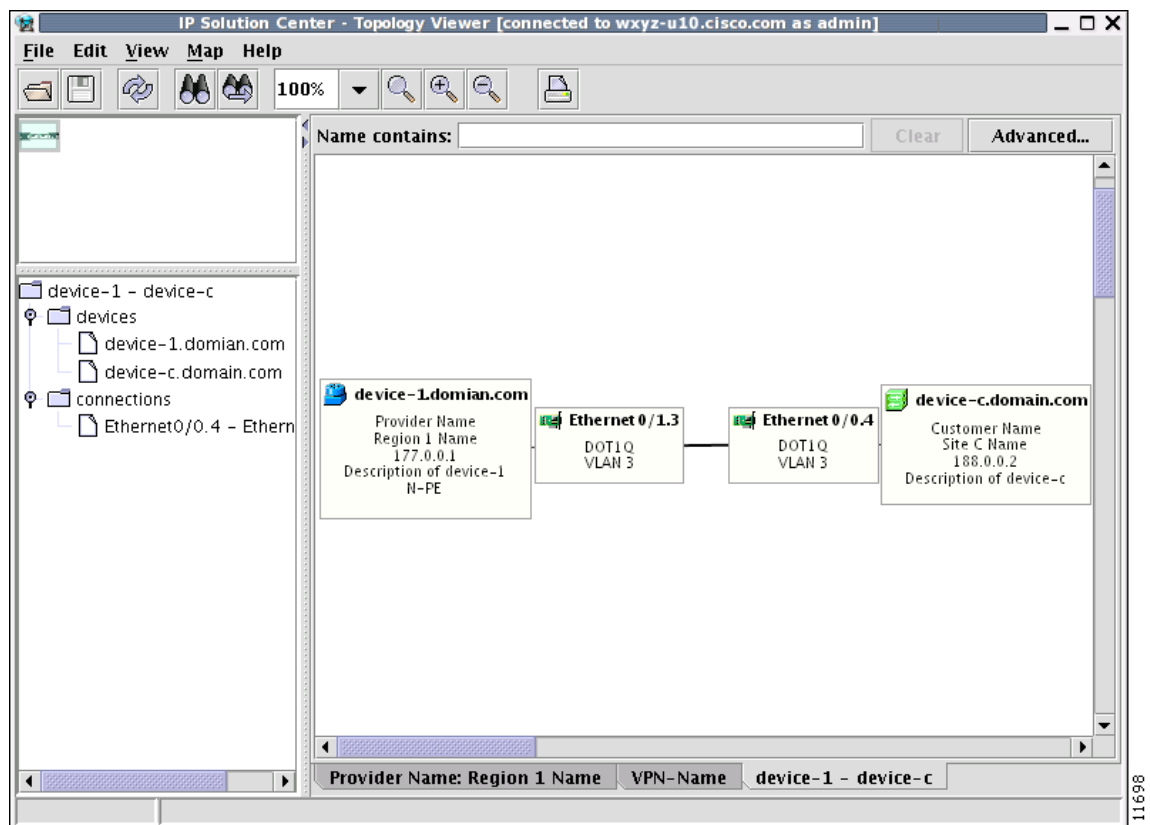 IP Solution Center - Topology Viewer [connected to wxyz-u10.cisco.com as admin]
File Edit View Map Help
100%
Name contains: Clear Advanced...
device-1 - device-c
devices
device-1.domian.com
device-c.domain.com
connections
Ethernet0/0.4 - Ethern
device-1.domian.com
Provider Name
Region 1 Name
177.0.0.1
Description of device-1
N-PE
Ethernet 0/1.3
DOT1Q
VLAN 3
Ethernet 0/0.4
DOT1Q
VLAN 3
device-c.domain.com
Customer Name
Site C Name
188.0.0.2
Description of device-c
Provider Name: Region 1 Name VPN-Name device-1 - device-c
11698